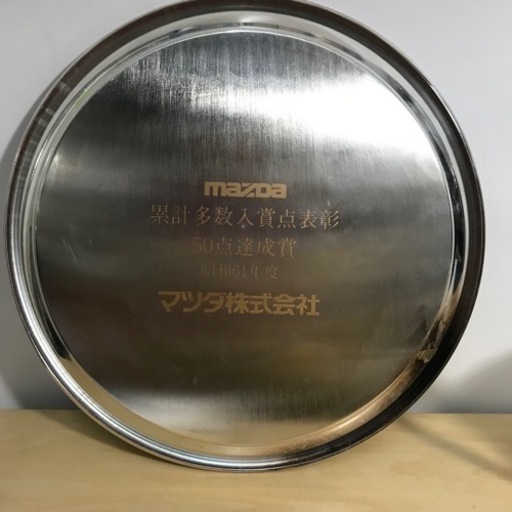 mazda
累計多数入賞点表彰
50点達成賞
昭和61年度
マツダ株式会社